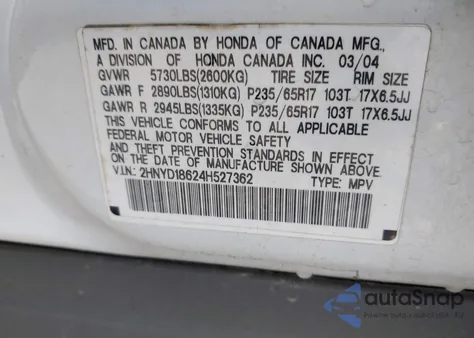 MFD. IN CANADA BY HONDA OF CANADA MFG.,
A DIVISION OF HONDA CANADA INC. 03/04
GVWR 5730LBS(2600KG) TIRE SIZE RIM SIZE
GAWR F 2890LBS(1310KG) P235/65R17 103T 17X6.5JJ
GAWR R 2945LBS(1335KG) P235/65R17 103T 17X6.5JJ
THIS VEHICLE CONFORMS TO ALL APPLICABLE
FEDERAL MOTOR VEHICLE SAFETY
AND THEFT PREVENTION STANDARDS IN EFFECT
ON THE DATE OF MANUFACTURE SHOWN ABOVE.
V.I.N.: 2HNYD18624H527362 TYPE: MPV
autoSnap